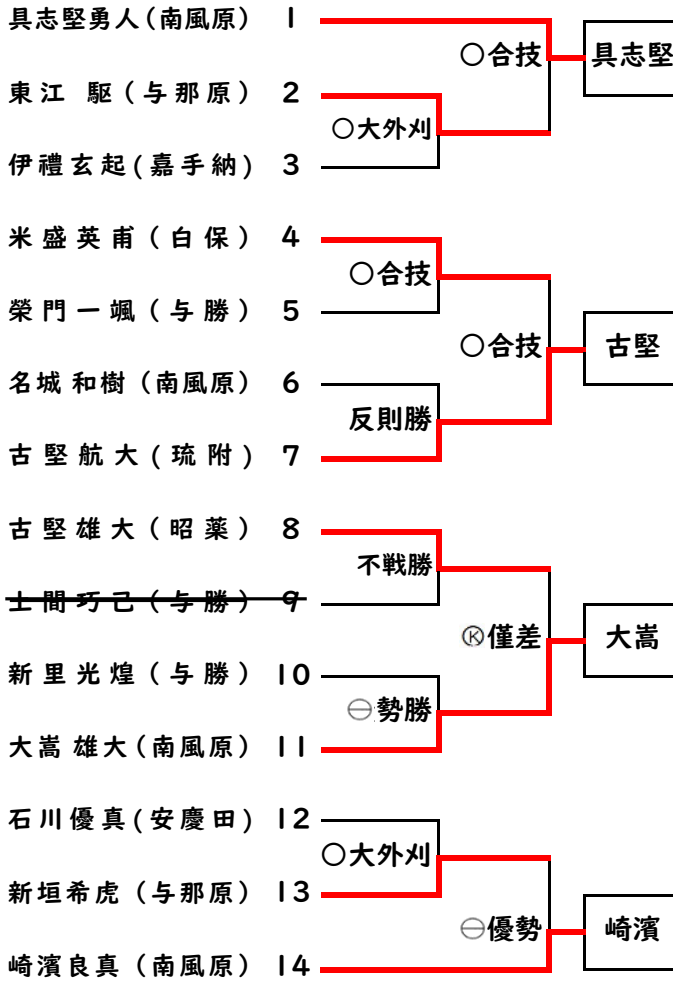 具志堅勇人(南風原) 1
○合技 具志堅
東江 駆(与那原) 2
○大外刈
伊禮玄起(嘉手納) 3
米盛英甫(白保) 4
○合技
榮門一颯(与勝) 5
○合技 古堅
名城和樹(南風原) 6
反則勝
古堅航大(琉附) 7
古堅雄大(昭薬) 8
不戦勝
士間巧己(与勝) 9
Ⓚ僅差 大嵩
新里光煌(与勝) 10
㊀勢勝
大嵩雄大(南風原) 11
石川優真(安慶田) 12
○大外刈
新垣希虎(与那原) 13
㊀優勢 崎濱
崎濱良真(南風原) 14